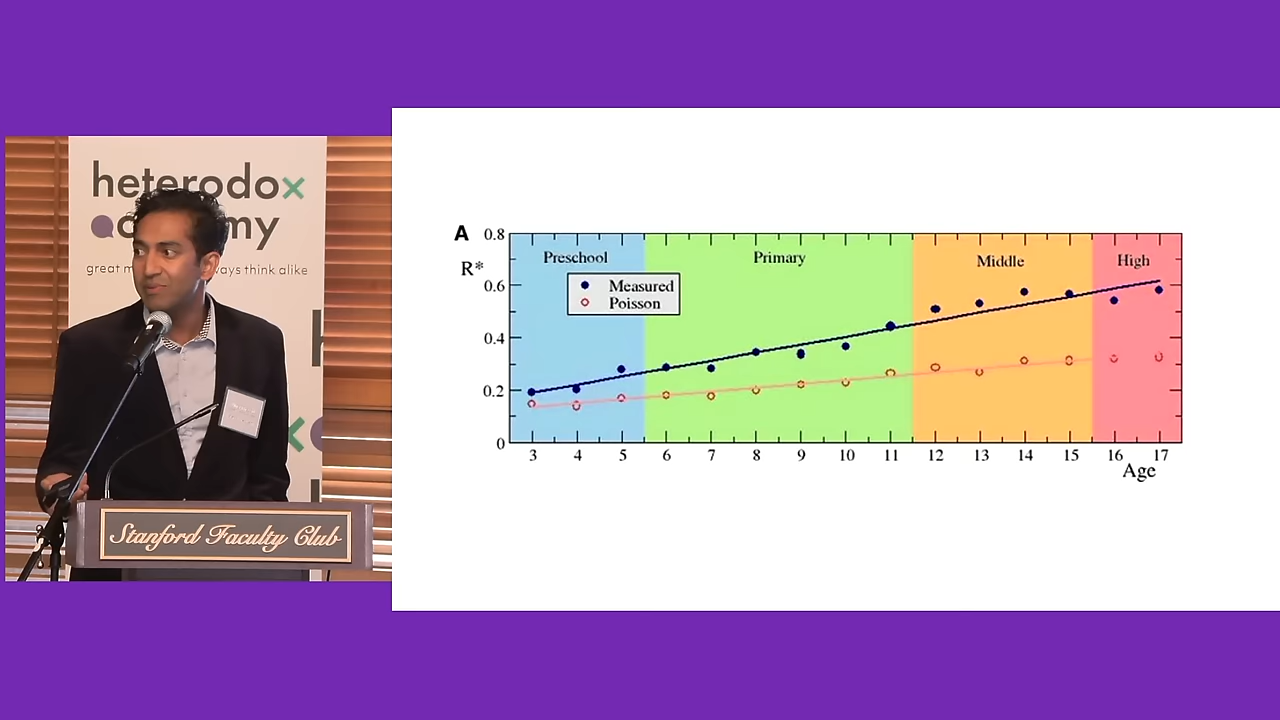 heterodox
academy
great m ways think alike
Stanford Faculty Club
A
R*
0.8
0.6
0.4
0.2
0
Preschool
Primary
Middle
High
Measured
Poisson
3 4 5 6 7 8 9 10 11 12 13 14 15 16 17
Age